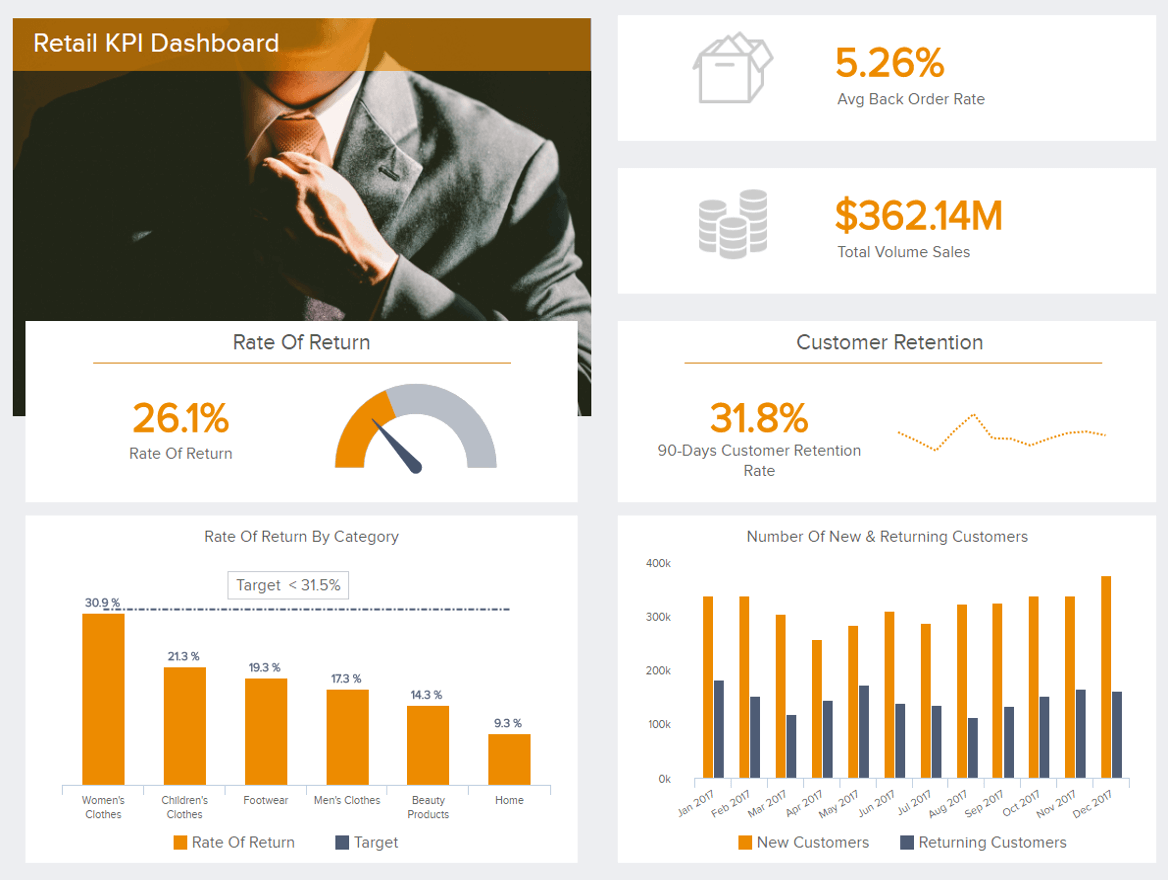 Retail KPI Dashboard
5.26%
Avg Back Order Rate
$362.14M
Total Volume Sales
Rate Of Return
26.1%
Rate Of Return
Customer Retention
31.8%
90-Days Customer Retention
Rate
Rate Of Return By Category
Target < 31.5%
30.9 %
21.3 %
19.3 %
17.3 %
14.3 %
9.3 %
Women's
Clothes
Children's
Clothes
Footwear
Men's Clothes
Beauty
Products
Home
Rate Of Return
Target
Number Of New & Returning Customers
400k
300k
200k
100k
0k
Jan 2017
Feb 2017
Mar 2017
Apr 2017
May 2017
Jun 2017
Jul 2017
Aug 2017
Sep 2017
Oct 2017
Nov 2017
Dec 2017
New Customers
Returning Customers